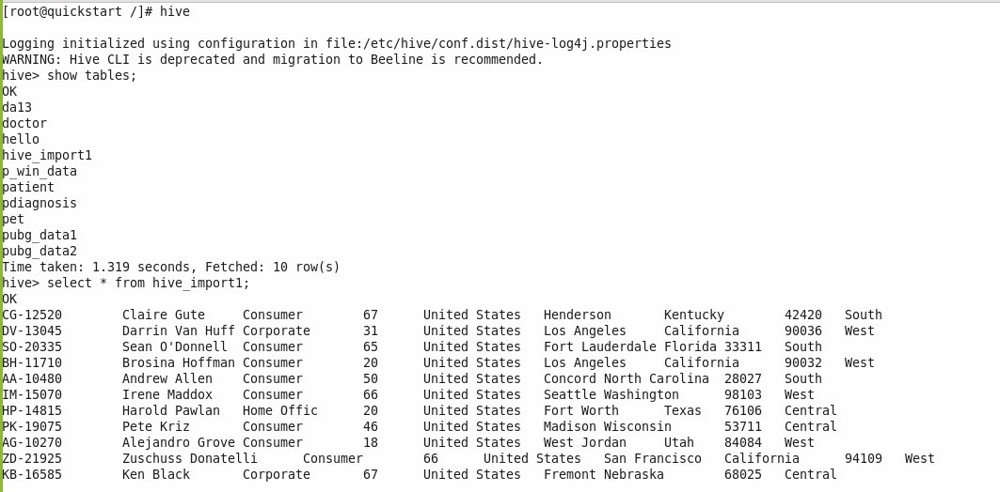 [root@quickstart /]# hive
Logging initialized using configuration in file:/etc/hive/conf.dist/hive-log4j.properties
WARNING: Hive CLI is deprecated and migration to Beeline is recommended.
hive> show tables;
OK
da13
doctor
hello
hive_import1
p_win_data
patient
pdiagnosis
pet
pubg_data1
pubg_data2
Time taken: 1.319 seconds, Fetched: 10 row(s)
hive> select * from hive_import1;
OK
CG-12520 Claire Gute Consumer 67 United States Henderson Kentucky 42420 South
DV-13045 Darrin Van Huff Corporate 31 United States Los Angeles California 90036 West
SO-20335 Sean O'Donnell Consumer 65 United States Fort Lauderdale Florida 33311 South
BH-11710 Brosina Hoffman Consumer 20 United States Los Angeles California 90032 West
AA-10480 Andrew Allen Consumer 50 United States Concord North Carolina 28027 South
IM-15070 Irene Maddox Consumer 66 United States Seattle Washington 98103 West
HP-14815 Harold Pawlan Home Offic 20 United States Fort Worth Texas 76106 Central
PK-19075 Pete Kriz Consumer 46 United States Madison Wisconsin 53711 Central
AG-10270 Alejandro Grove Consumer 18 United States West Jordan Utah 84084 West
ZD-21925 Zuschuss Donatelli Consumer 66 United States San Francisco California 94109 West
KB-16585 Ken Black Corporate 67 United States Fremont Nebraska 68025 Central